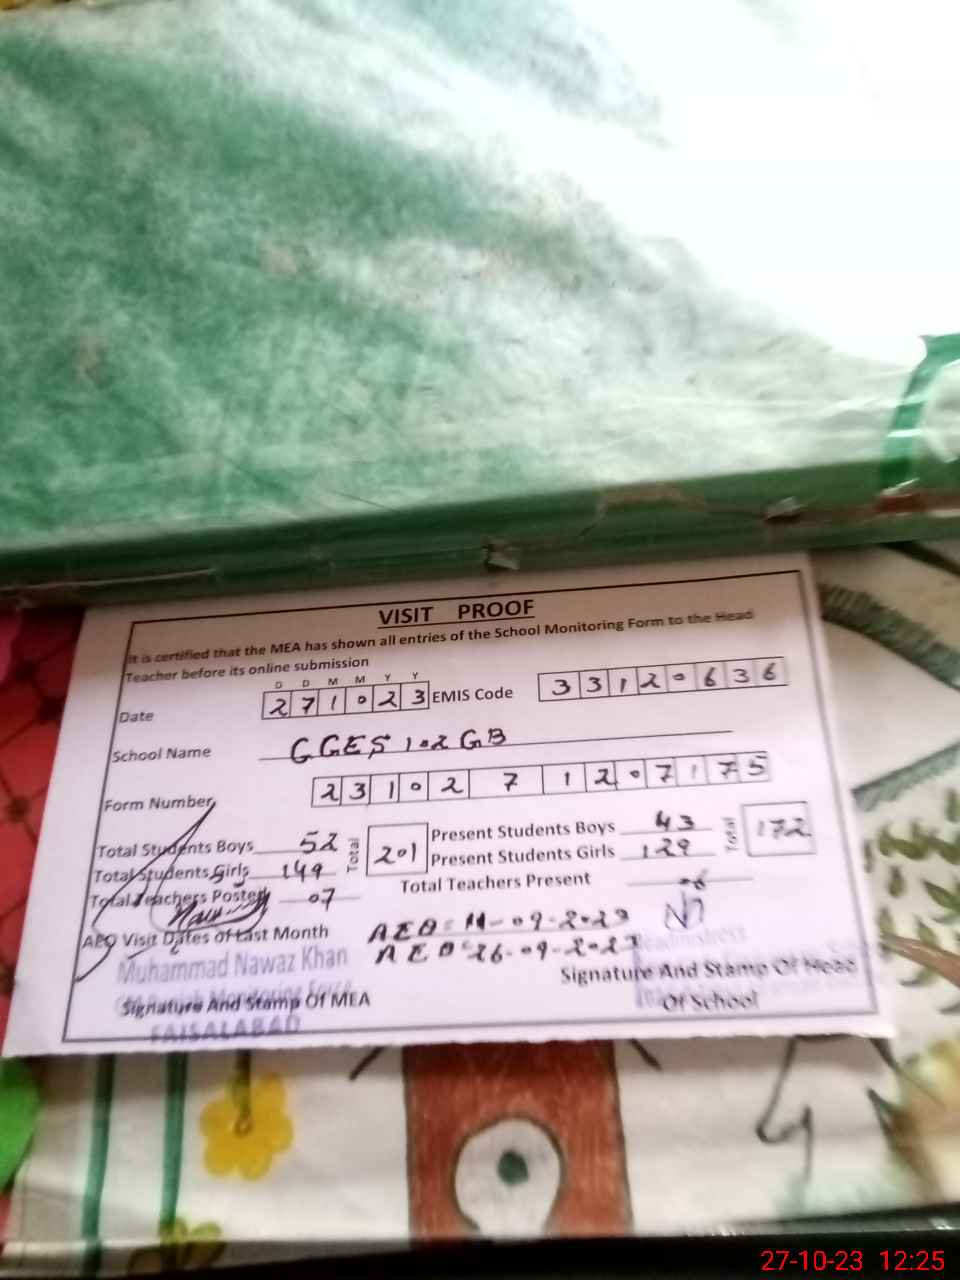 VISIT PROOF
It is certified that the MEA has shown all entries of the School Monitoring Form to the Head
Teacher before its online submission
D D M M Y Y
Date 2 7 1 0 2 3 EMIS Code 3 3 1 2 0 6 3 6
School Name GGES 102 GB
Form Number 2 3 1 0 2 7 1 2 0 7 1 7 5
Total Students Boys 52 Total 201 Present Students Boys 43 Total 172
Total Students Girls 149 Present Students Girls 129
Total Teachers Posted 07 Total Teachers Present 06
AEO Visit Dates of Last Month AEO = 11-09-2023
AEO = 26-09-2023
Muhammad Nawaz Khan
Signature And Stamp Of MEA
FAISALABAD
Signature And Stamp Of Head
Of School
27-10-23 12:25